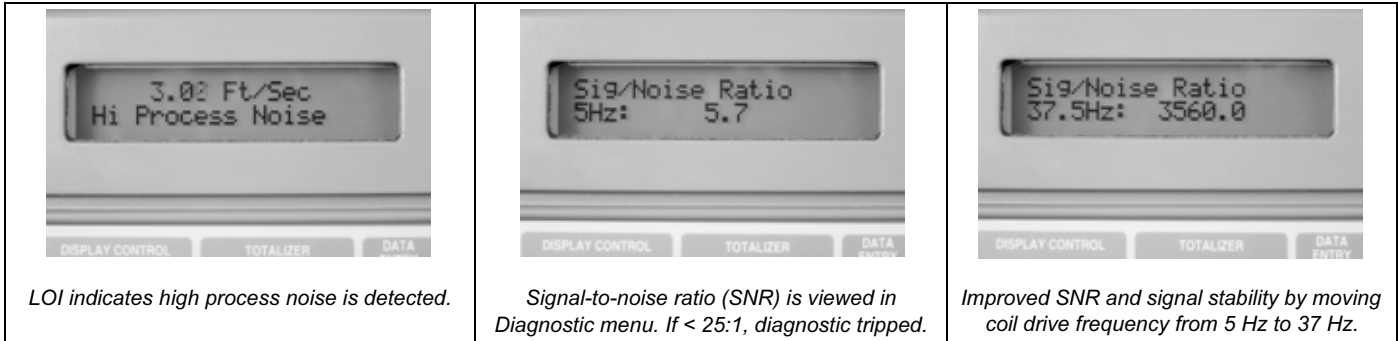 3.02 Ft/Sec
Hi Process Noise
DISPLAY CONTROL TOTALIZER DATA
LOI indicates high process noise is detected.
Sig/Noise Ratio
5Hz: 5.7
DISPLAY CONTROL TOTALIZER DATA
ENTRY
Signal-to-noise ratio (SNR) is viewed in
Diagnostic menu. If < 25:1, diagnostic tripped.
Sig/Noise Ratio
37.5Hz: 3560.0
DISPLAY CONTROL TOTALIZER DATA
ENTRY
Improved SNR and signal stability by moving
coil drive frequency from 5 Hz to 37 Hz.